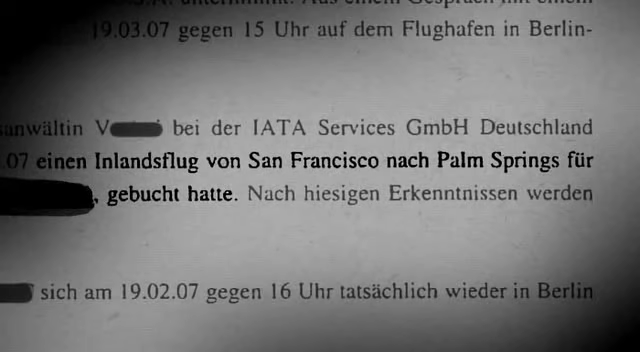 19.03.07 gegen 15 Uhr auf dem Flughafen in Berlin-
bei der IATA Services GmbH Deutschland
07 einen Inlandsflug von San Francisco nach Palm Springs für
, gebucht hatte. Nach hiesigen Erkenntnissen werden
sich am 19.02.07 gegen 16 Uhr tatsächlich wieder in Berlin